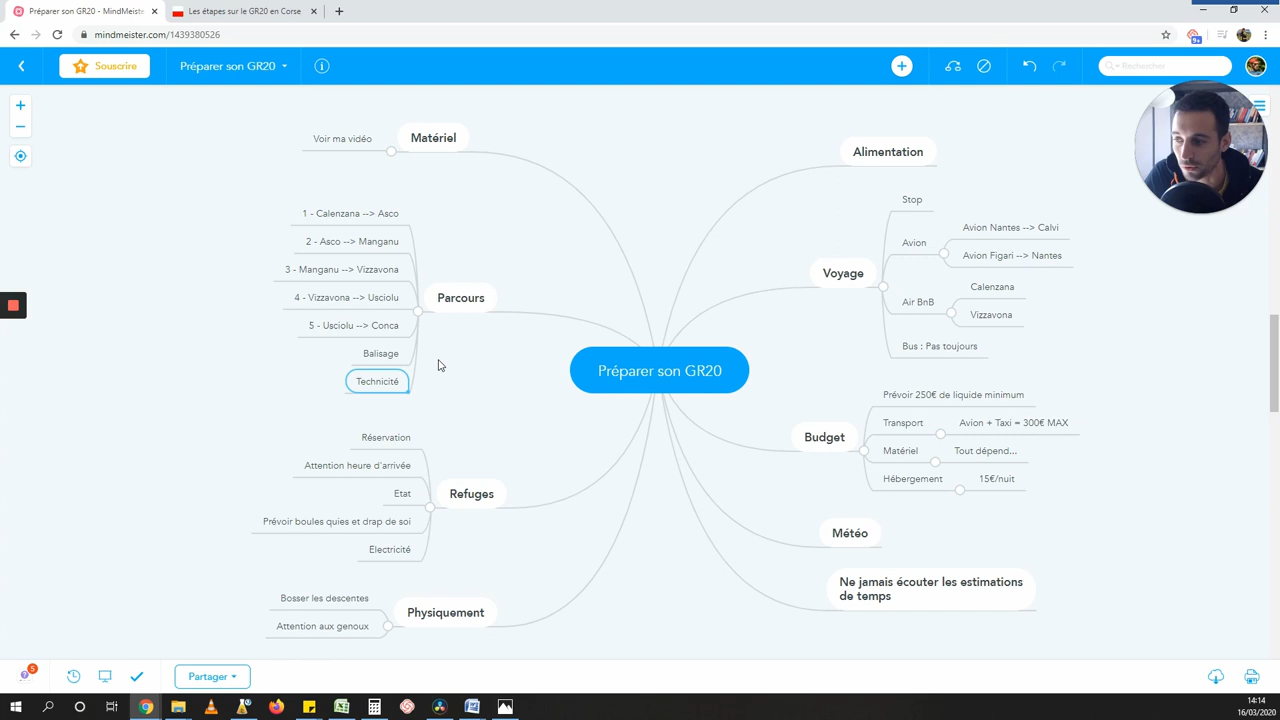 Préparer son GR20 - MindMeiste
Les étapes sur le GR20 en Corse
mindmeister.com/1439380526
9+
Souscrire
Préparer son GR20
Rechercher
Voir ma vidéo
Matériel
1 - Calenzana --> Asco
2 - Asco --> Manganu
3 - Manganu --> Vizzavona
4 - Vizzavona --> Usciolu
5 - Usciolu --> Conca
Balisage
Technicité
Parcours
Réservation
Attention heure d'arrivée
Etat
Prévoir boules quies et drap de soi
Electricité
Refuges
Bosser les descentes
Attention aux genoux
Physiquement
Préparer son GR20
Alimentation
Voyage
Stop
Avion
Avion Nantes --> Calvi
Avion Figari --> Nantes
Air BnB
Calenzana
Vizzavona
Bus : Pas toujours
Budget
Prévoir 250€ de liquide minimum
Transport
Avion + Taxi = 300€ MAX
Matériel
Tout dépend...
Hébergement
15€/nuit
Météo
Ne jamais écouter les estimations
de temps
5
Partager
14:14
16/03/2020